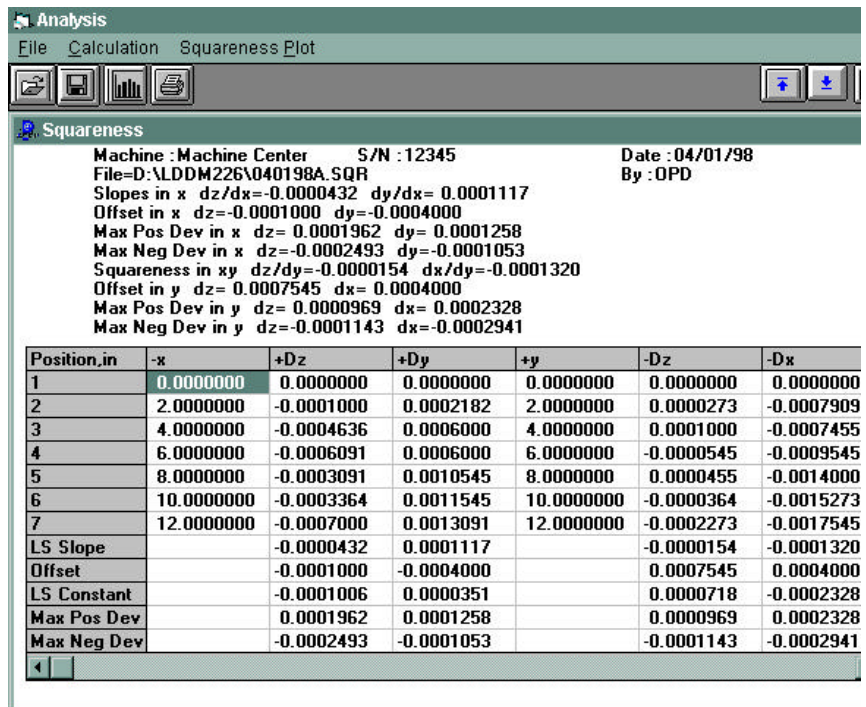 Analysis
File Calculation Squareness Plot
Squareness
Machine : Machine Center S/N : 12345 Date : 04/01/98
File=D:\LDDM226\040198A.SQR By : OPD
Slopes in x dz/dx=-0.0000432 dy/dx= 0.0001117
Offset in x dz=-0.0001000 dy=-0.0004000
Max Pos Dev in x dz= 0.0001962 dy= 0.0001258
Max Neg Dev in x dz=-0.0002493 dy=-0.0001053
Squareness in xy dz/dy=-0.0000154 dx/dy=-0.0001320
Offset in y dz= 0.0007545 dx= 0.0004000
Max Pos Dev in y dz= 0.0000969 dx= 0.0002328
Max Neg Dev in y dz=-0.0001143 dx=-0.0002941
Position,in -x +Dz +Dy +y -Dz -Dx
1 0.0000000 0.0000000 0.0000000 0.0000000 0.0000000 0.0000000
2 2.0000000 -0.0001000 0.0002182 2.0000000 0.0000273 -0.0007909
3 4.0000000 -0.0004636 0.0006000 4.0000000 0.0001000 -0.0007455
4 6.0000000 -0.0006091 0.0006000 6.0000000 -0.0000545 -0.0009545
5 8.0000000 -0.0003091 0.0010545 8.0000000 0.0000455 -0.0014000
6 10.0000000 -0.0003364 0.0011545 10.0000000 -0.0000364 -0.0015273
7 12.0000000 -0.0007000 0.0013091 12.0000000 -0.0002273 -0.0017545
LS Slope -0.0000432 0.0001117 -0.0000154 -0.0001320
Offset -0.0001000 -0.0004000 0.0007545 0.0004000
LS Constant -0.0001006 0.0000351 0.0000718 -0.0002328
Max Pos Dev 0.0001962 0.0001258 0.0000969 0.0002328
Max Neg Dev -0.0002493 -0.0001053 -0.0001143 -0.0002941